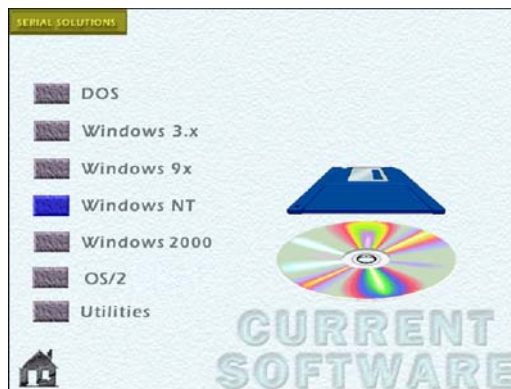 SERIAL SOLUTIONS
DOS
Windows 3.x
Windows 9x
Windows NT
Windows 2000
OS/2
Utilities
CURRENT
SOFTWARE